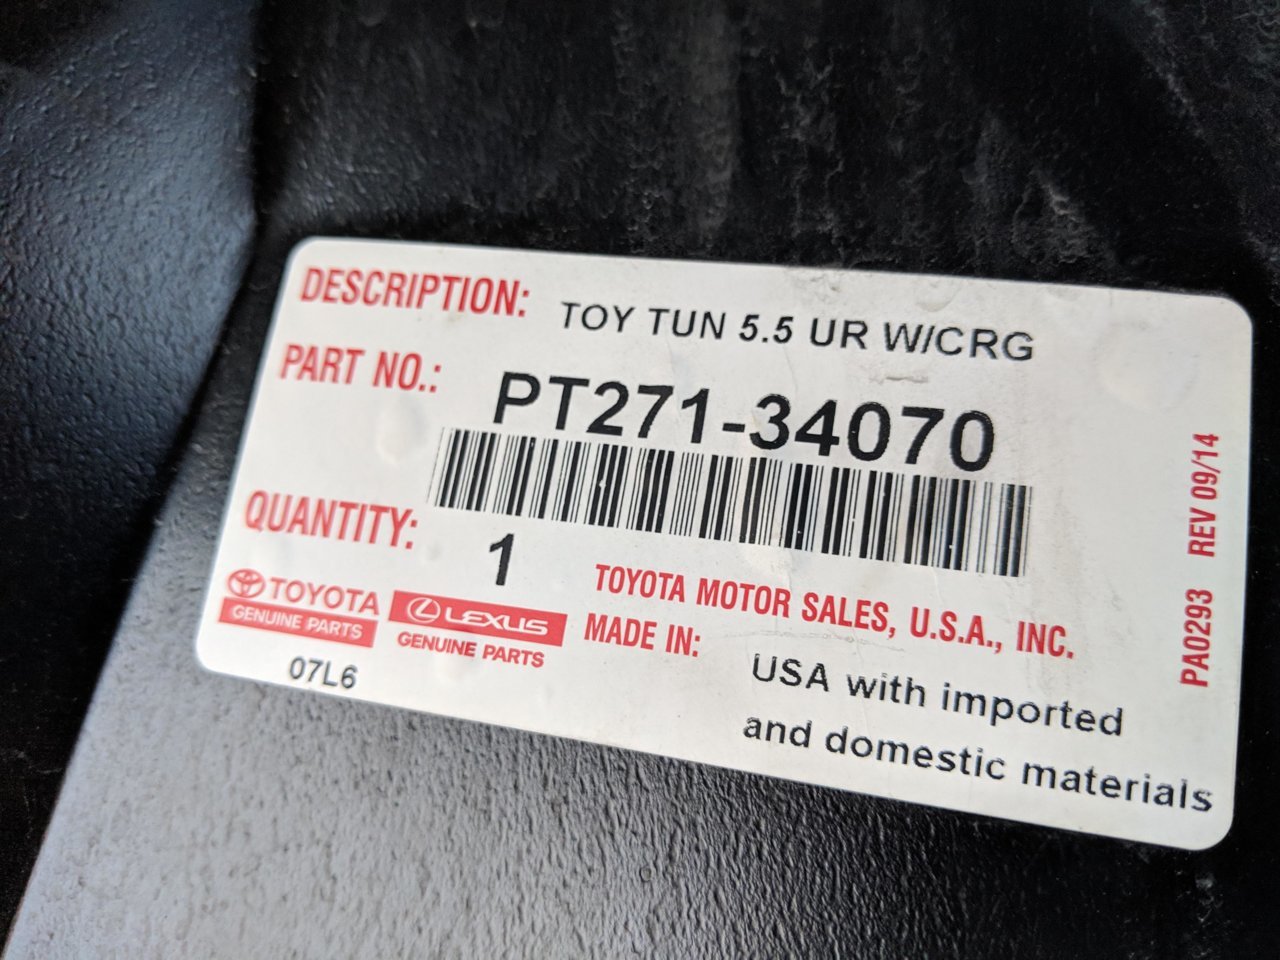 DESCRIPTION: TOY TUN 5.5 UR W/CRG
PART NO.: PT271-34070
QUANTITY: 1
TOYOTA
GENUINE PARTS
LEXUS
GENUINE PARTS
07L6
TOYOTA MOTOR SALES, U.S.A., INC.
MADE IN: USA with imported
and domestic materials
PA0293 REV 09/14